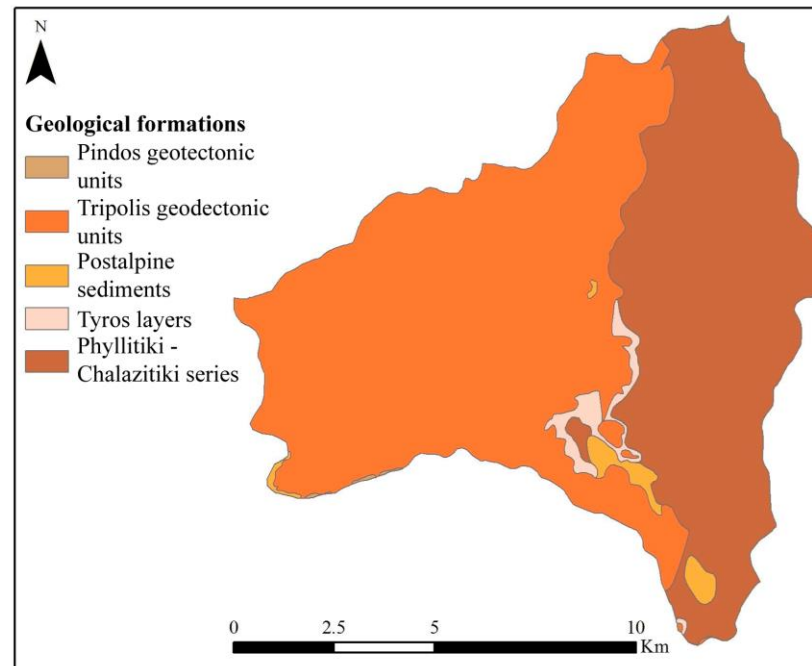 N
Geological formations
Pindos geotectonic
units
Tripolis geodectonic
units
Postalpine
sediments
Tyros layers
Phyllitiki -
Chalazitiki series
0 2.5 5 10
Km